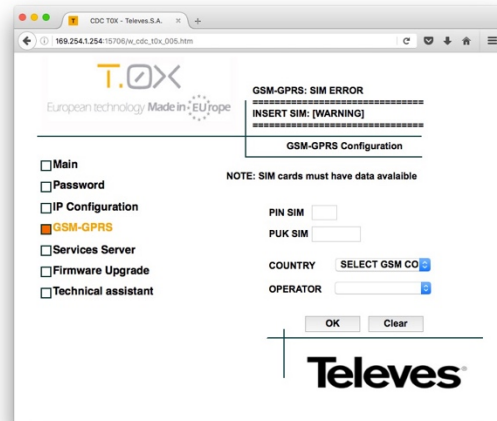 CDC T0X - Televes.S.A.
169.254.1.254:15706/w_cdc_t0x_005.htm
T.0X
European technology Made in Europe
GSM-GPRS: SIM ERROR
==============================
INSERT SIM: [WARNING]
==============================
GSM-GPRS Configuration
Main
Password
IP Configuration
GSM-GPRS
Services Server
Firmware Upgrade
Technical assistant
NOTE: SIM cards must have data avalaible
PIN SIM
PUK SIM
COUNTRY SELECT GSM CO
OPERATOR
OK Clear
Televes